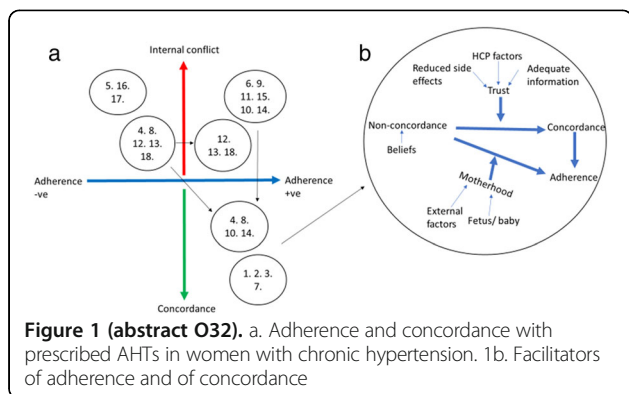 a
Internal conflict
5. 16.
17.
6. 9.
11. 15.
10. 14.
4. 8.
12. 13.
18.
12.
13. 18.
Adherence
-ve
Adherence
+ve
4. 8.
10. 14.
1. 2. 3.
7.
Concordance
b
HCP factors
Reduced side
effects
Adequate
information
Trust
Non-concordance
Concordance
Beliefs
Adherence
Motherhood
External
factors
Fetus/ baby
Figure 1 (abstract O32). a. Adherence and concordance with
prescribed AHTs in women with chronic hypertension. 1b. Facilitators
of adherence and of concordance